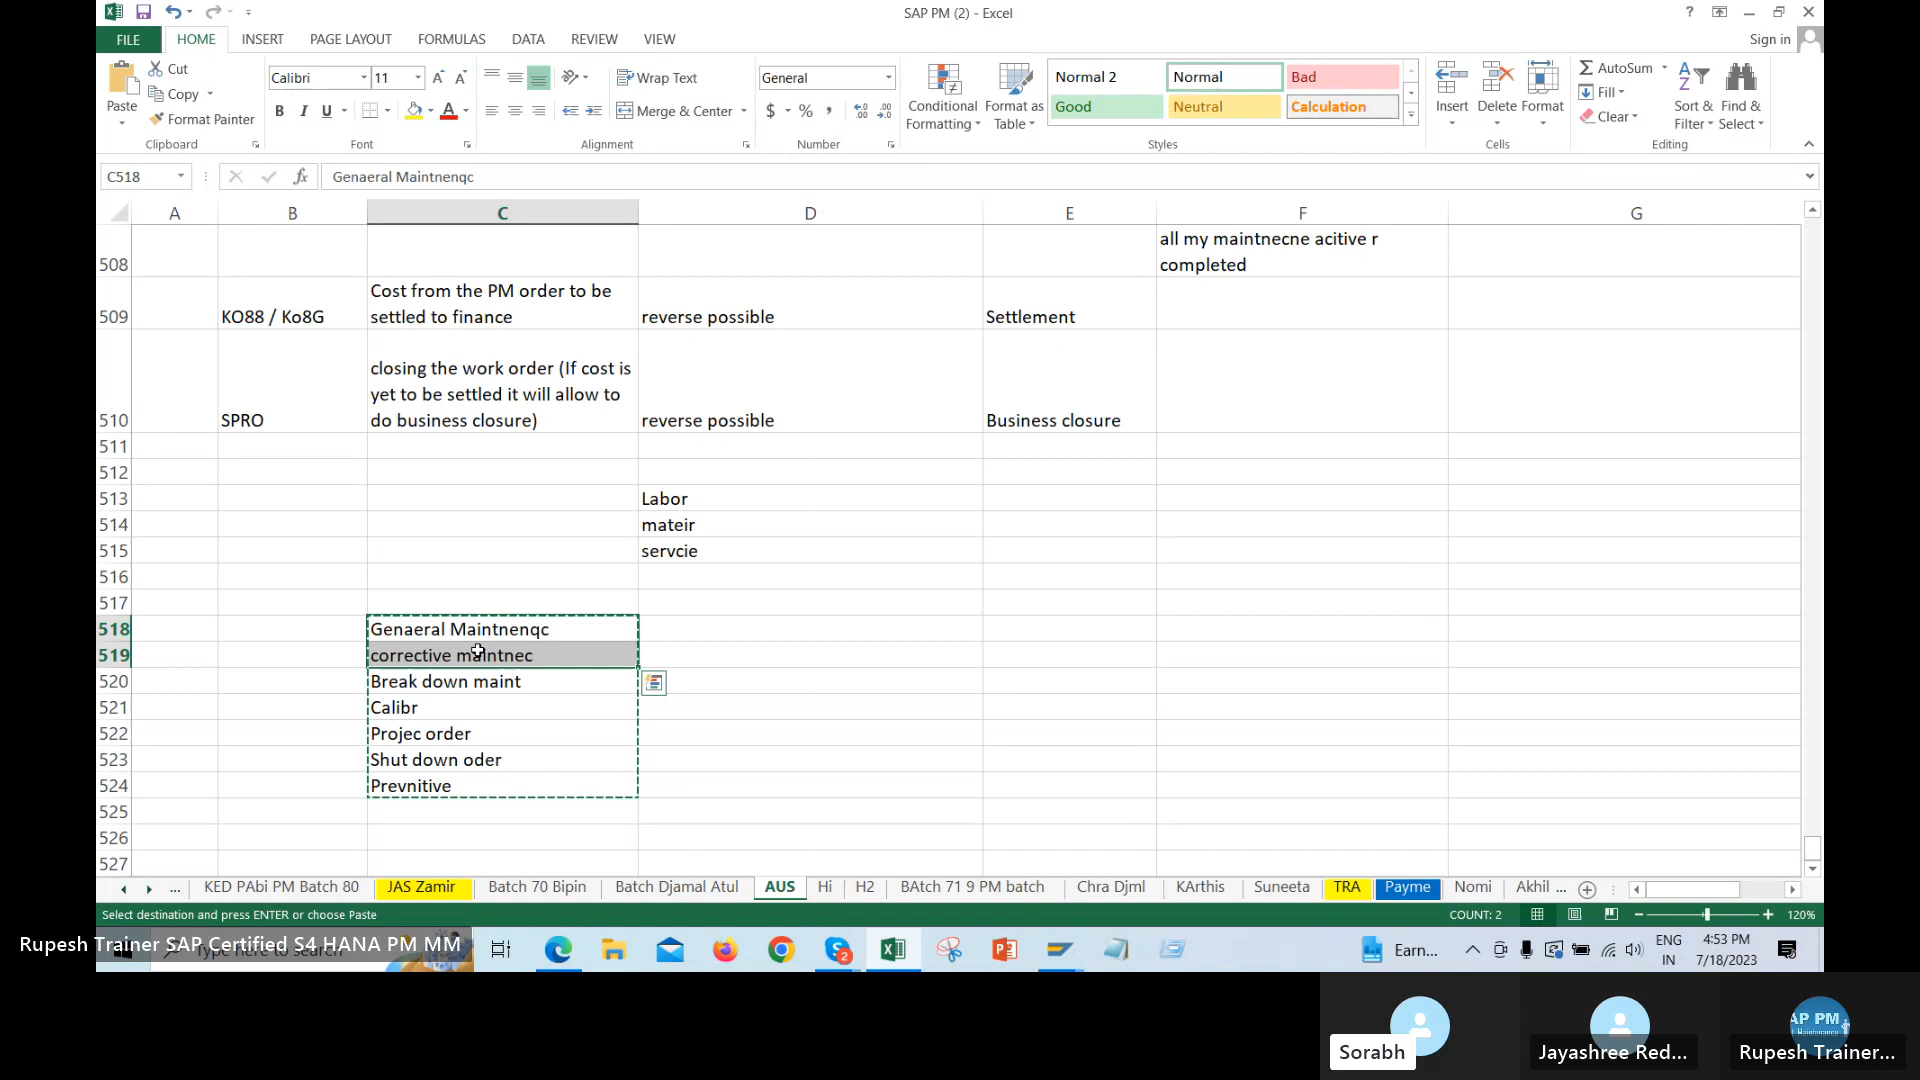 SAP PM (2) - Excel
Sign in
FILE HOME INSERT PAGE LAYOUT FORMULAS DATA REVIEW VIEW
Paste
Cut
Copy
Format Painter
Clipboard
Calibri 11
B I U
Font
Wrap Text
Merge & Center
Alignment
General
$ % ,
Number
Conditional Formatting
Format as Table
Normal 2 Normal Bad
Good Neutral Calculation
Styles
Insert Delete Format
Cells
AutoSum
Fill
Clear
Sort & Filter
Find & Select
Editing
C518
fx
Genaeral Maintnenqc
A B C D E F G
508 all my maintnecne acitive r
completed
509 KO88 / Ko8G Cost from the PM order to be
settled to finance reverse possible Settlement
510 SPRO closing the work order (If cost is
yet to be settled it will allow to
do business closure) reverse possible Business closure
511
512
513 Labor
514 mateir
515 servcie
516
517
518 Genaeral Maintnenqc
519 corrective maintnec
520 Break down maint
521 Calibr
522 Projec order
523 Shut down oder
524 Prevnitive
525
526
527
... KED PAbi PM Batch 80 JAS Zamir Batch 70 Bipin Batch Djamal Atul AUS Hi H2 BAtch 71 9 PM batch Chra Djml KArthis Suneeta TRA Payme Nomi Akhil ...
Select destination and press ENTER or choose Paste
COUNT: 2
120%
Rupesh Trainer SAP Certified S4 HANA PM MM
Type here to search
2
Earn...
ENG
IN
4:53 PM
7/18/2023
AP PM
Sorabh
Jayashree Red...
Rupesh Trainer...